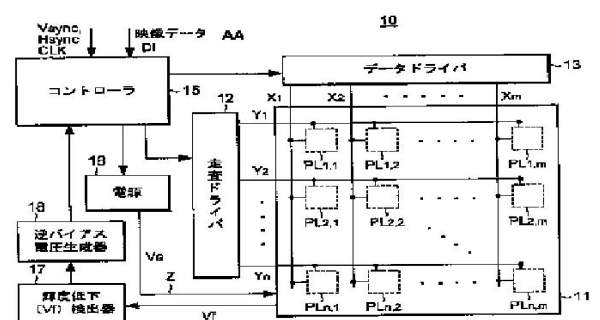 10
Vsync,
Hsync
CLK
映像データ
DI
AA
コントローラ
15
データドライバ
13
12
X1
X2
Xm
Y1
走査ドライバ
PL1,1
PL1,2
PL1,m
16
電源
Y2
PL2,1
PL2,2
PL2,m
18
逆バイアス
電圧生成器
Va
Z
Yn
PLn,1
PLn,2
PLn,m
11
17
輝度低下
(Vf) 検出器
Vf